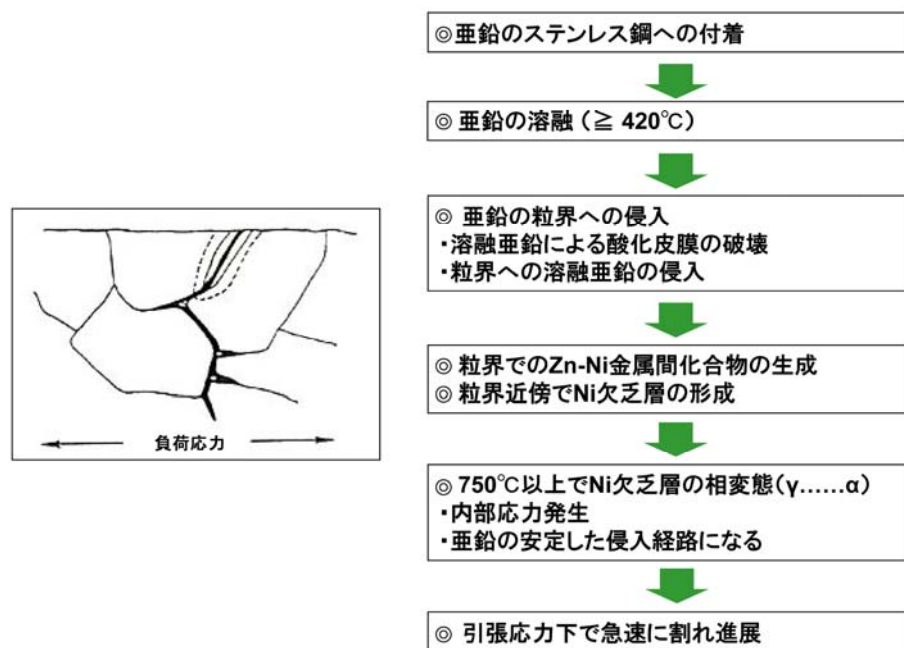 ◎亜鉛のステンレス鋼への付着
◎ 亜鉛の溶融（≧ 420℃）
◎ 亜鉛の粒界への侵入
・溶融亜鉛による酸化皮膜の破壊
・粒界への溶融亜鉛の侵入
◎ 粒界でのZn-Ni金属間化合物の生成
◎ 粒界近傍でNi欠乏層の形成
◎ 750℃以上でNi欠乏層の相変態（γ……α）
・内部応力発生
・亜鉛の安定した侵入経路になる
◎ 引張応力下で急速に割れ進展
負荷応力